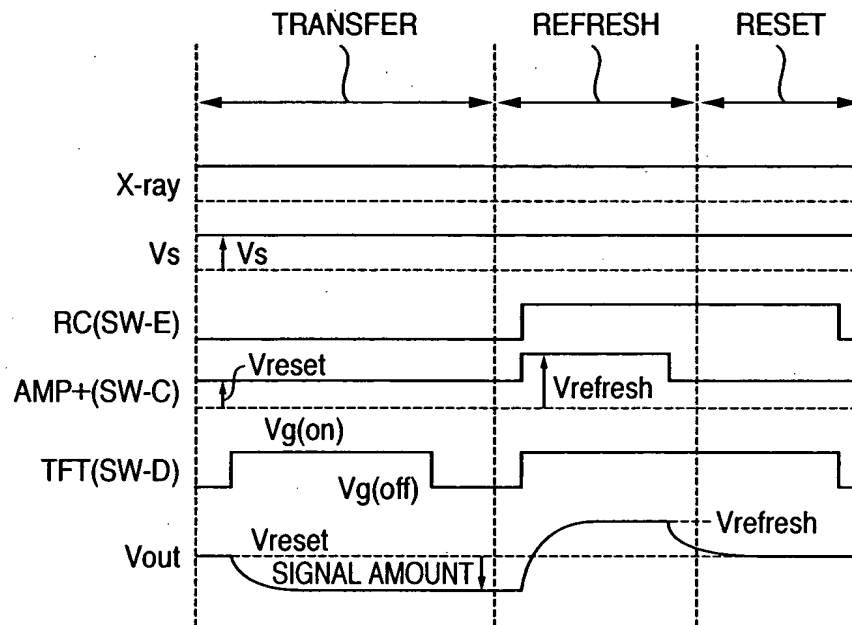 TRANSFER REFRESH RESET
X-ray
Vs Vs
RC(SW-E)
Vreset
AMP+(SW-C) Vrefresh
Vg(on)
TFT(SW-D)
Vg(off)
Vrefresh
Vreset
Vout
SIGNAL AMOUNT